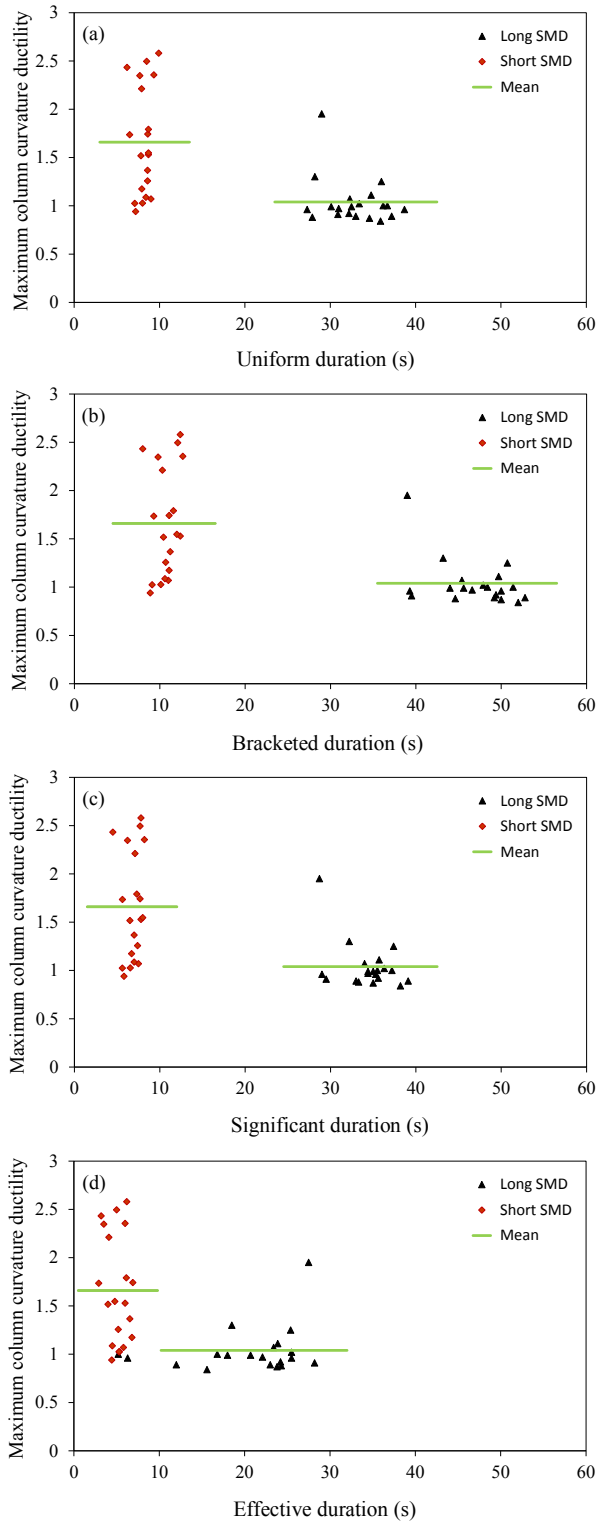 Maximum column curvature ductility
3
2.5
2
1.5
1
0.5
0
(a)
Long SMD
Short SMD
Mean
0 10 20 30 40 50 60
Uniform duration (s)
Maximum column curvature ductility
3
2.5
2
1.5
1
0.5
0
(b)
Long SMD
Short SMD
Mean
0 10 20 30 40 50 60
Bracketed duration (s)
Maximum column curvature ductility
3
2.5
2
1.5
1
0.5
0
(c)
Long SMD
Short SMD
Mean
0 10 20 30 40 50 60
Significant duration (s)
Maximum column curvature ductility
3
2.5
2
1.5
1
0.5
0
(d)
Long SMD
Short SMD
Mean
0 10 20 30 40 50 60
Effective duration (s)